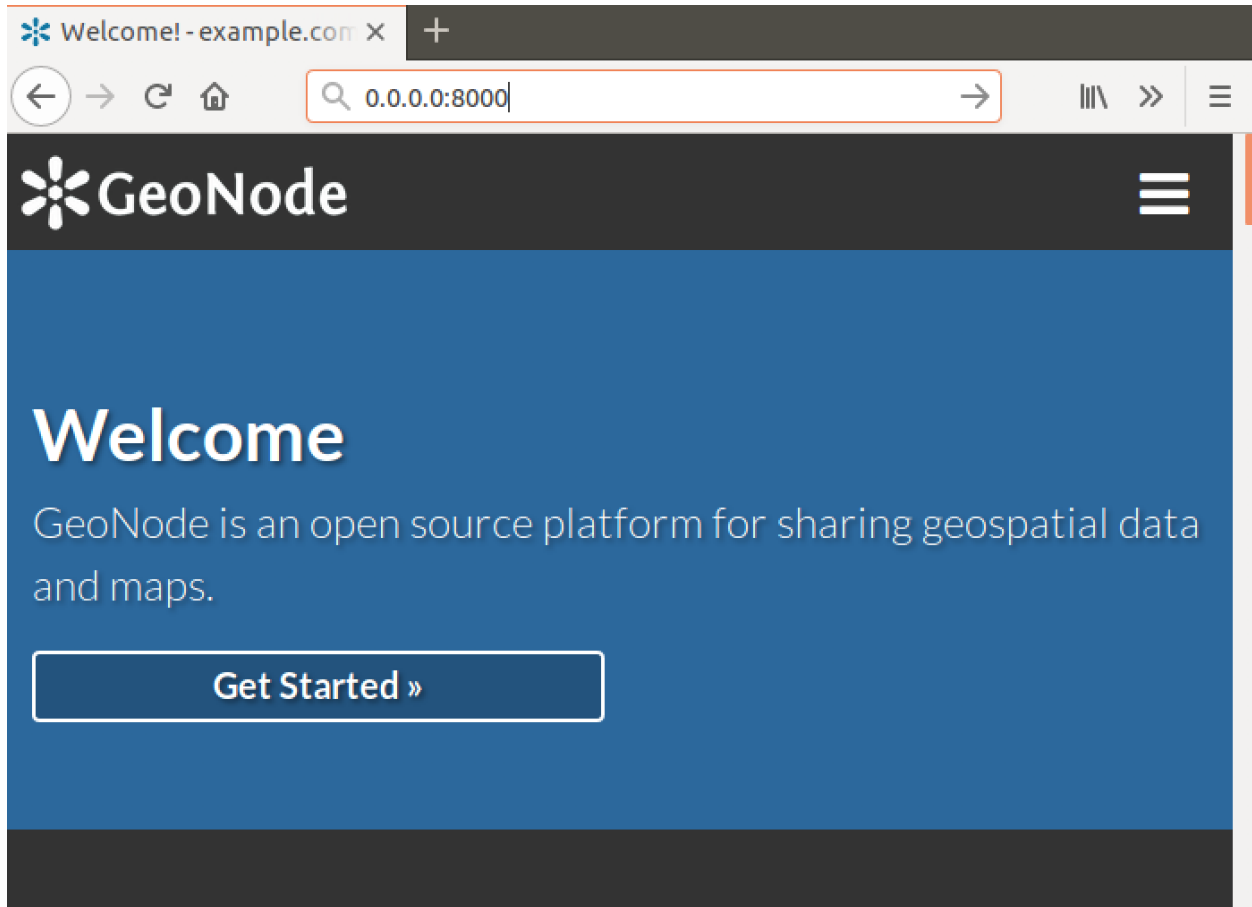 Welcome! - example.com
0.0.0.0:8000
GeoNode
Welcome
GeoNode is an open source platform for sharing geospatial data
and maps.
Get Started »